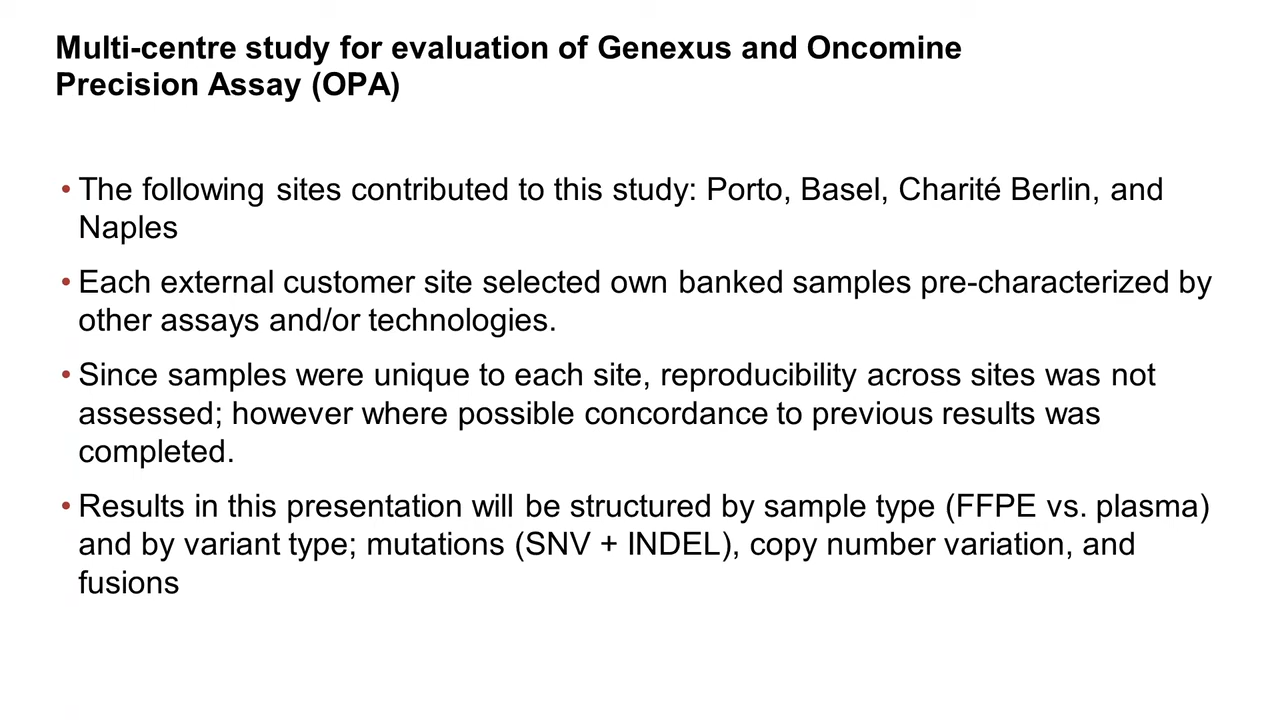 Multi-centre study for evaluation of Genexus and Oncomine
Precision Assay (OPA)
• The following sites contributed to this study: Porto, Basel, Charité Berlin, and
Naples
• Each external customer site selected own banked samples pre-characterized by
other assays and/or technologies.
• Since samples were unique to each site, reproducibility across sites was not
assessed; however where possible concordance to previous results was
completed.
• Results in this presentation will be structured by sample type (FFPE vs. plasma)
and by variant type; mutations (SNV + INDEL), copy number variation, and
fusions